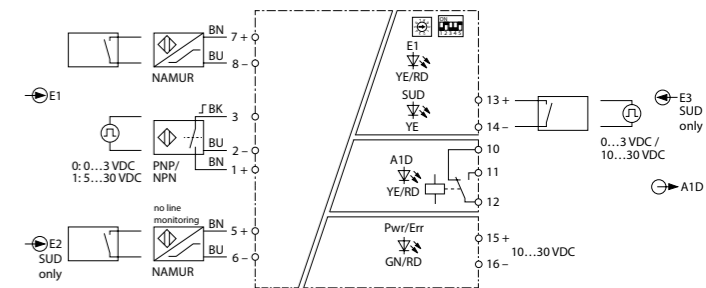 BN
7 +
BU
8 –
NAMUR
E1
BK
3
BU
2 –
BN
1 +
0: 0…3 VDC
1: 5…30 VDC
PNP/
NPN
no line
monitoring
BN
5 +
BU
6 –
E2
SUD
only
NAMUR
ON
1 2 3 4 5
E1
YE/RD
SUD
YE
A1D
YE/RD
Pwr/Err
GN/RD
13 +
14 –
10
11
12
15 +
16 –
10…30 VDC
0…3 VDC /
10…30 VDC
E3
SUD
only
A1D